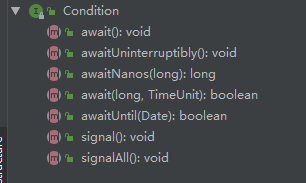 Condition
await(): void
awaitUninterruptibly(): void
awaitNanos(long): long
await(long, TimeUnit): boolean
awaitUntil(Date): boolean
signal(): void
signalAll(): void